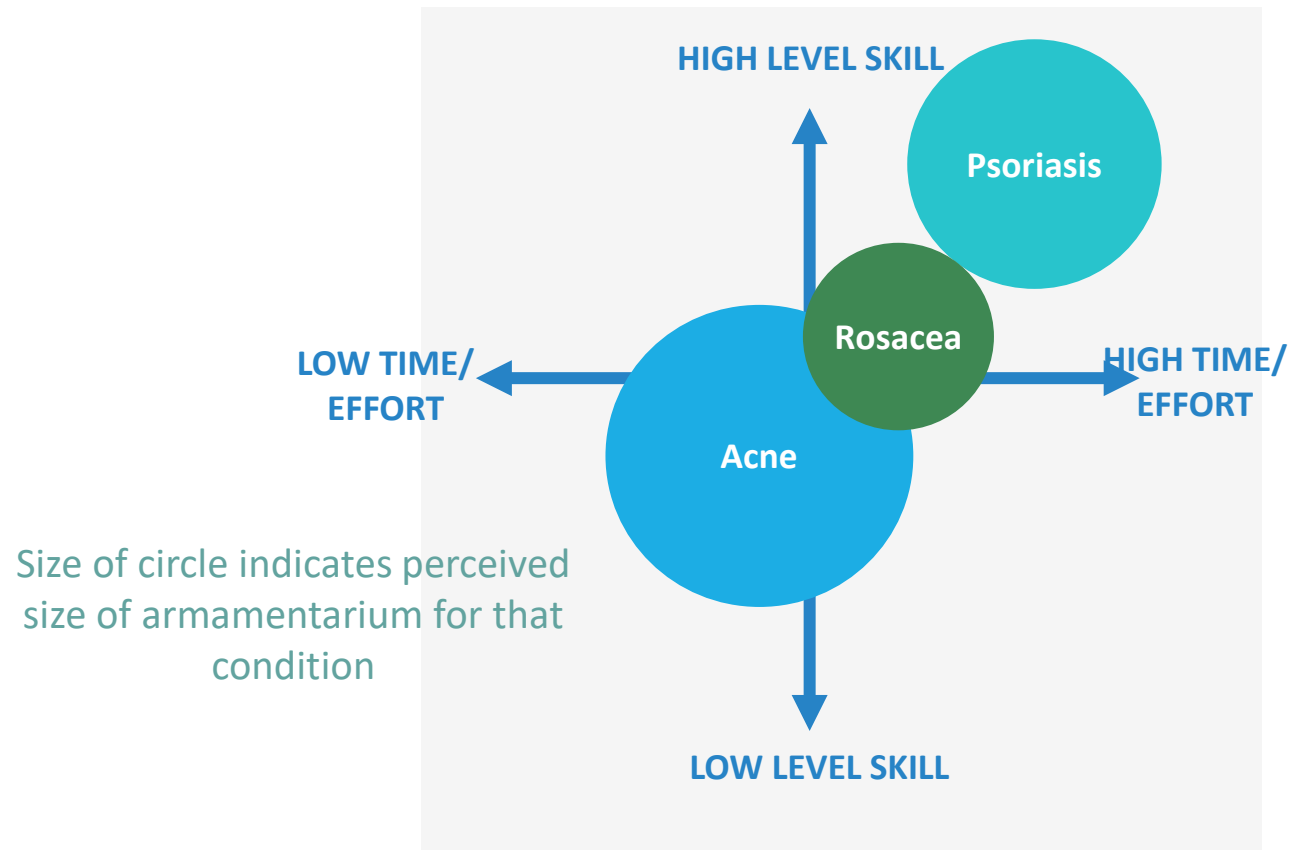 HIGH LEVEL SKILL
Psoriasis
Rosacea
LOW TIME/
EFFORT
HIGH TIME/
EFFORT
Acne
Size of circle indicates perceived
size of armamentarium for that
condition
LOW LEVEL SKILL